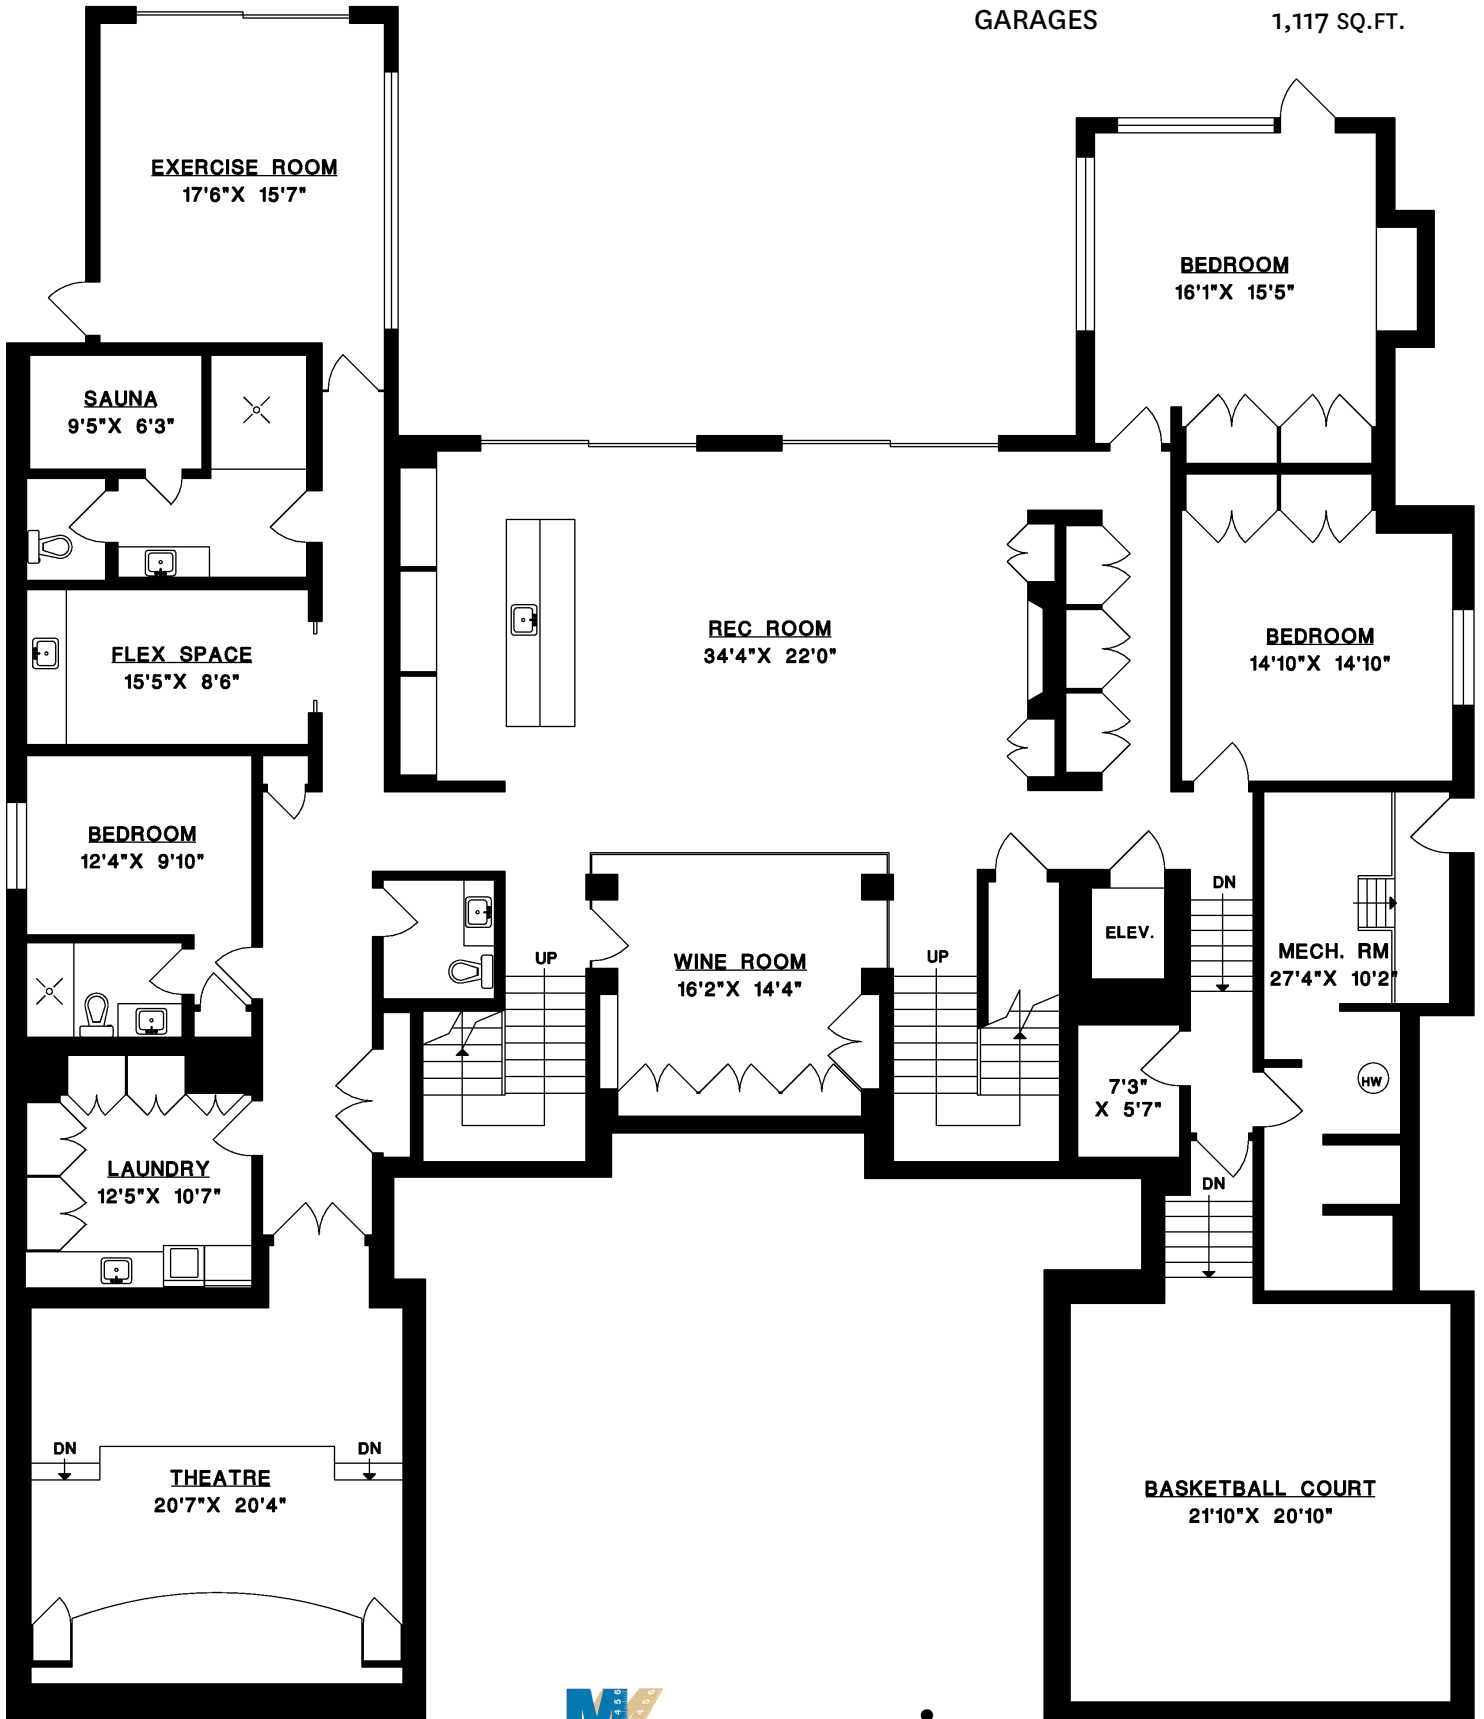 GARAGES 1,117 SQ.FT.
EXERCISE ROOM
17'6"X 15'7"
BEDROOM
16'1"X 15'5"
SAUNA
9'5"X 6'3"
REC ROOM
34'4"X 22'0"
BEDROOM
14'10"X 14'10"
FLEX SPACE
15'5"X 8'6"
BEDROOM
12'4"X 9'10"
DN
ELEV.
UP
WINE ROOM
16'2"X 14'4"
UP
MECH. RM
27'4"X 10'2"
HW
7'3"
X 5'7"
LAUNDRY
12'5"X 10'7"
DN
DN
DN
THEATRE
20'7"X 20'4"
BASKETBALL COURT
21'10"X 20'10"